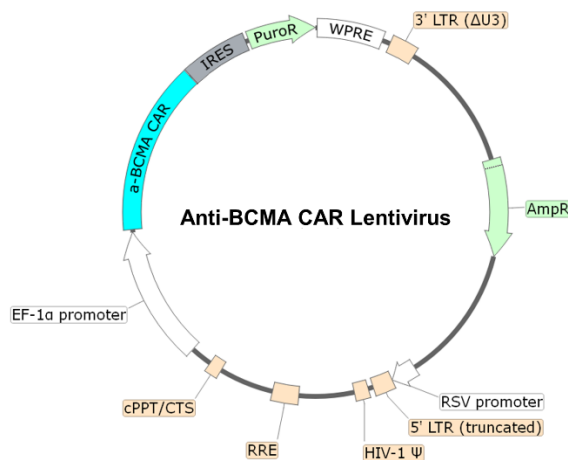 3' LTR (ΔU3)
WPRE
PuroR
IRES
a-BCMA CAR
Anti-BCMA CAR Lentivirus
AmpR
EF-1α promoter
RSV promoter
cPPT/CTS
5' LTR (truncated)
RRE
HIV-1 Ψ